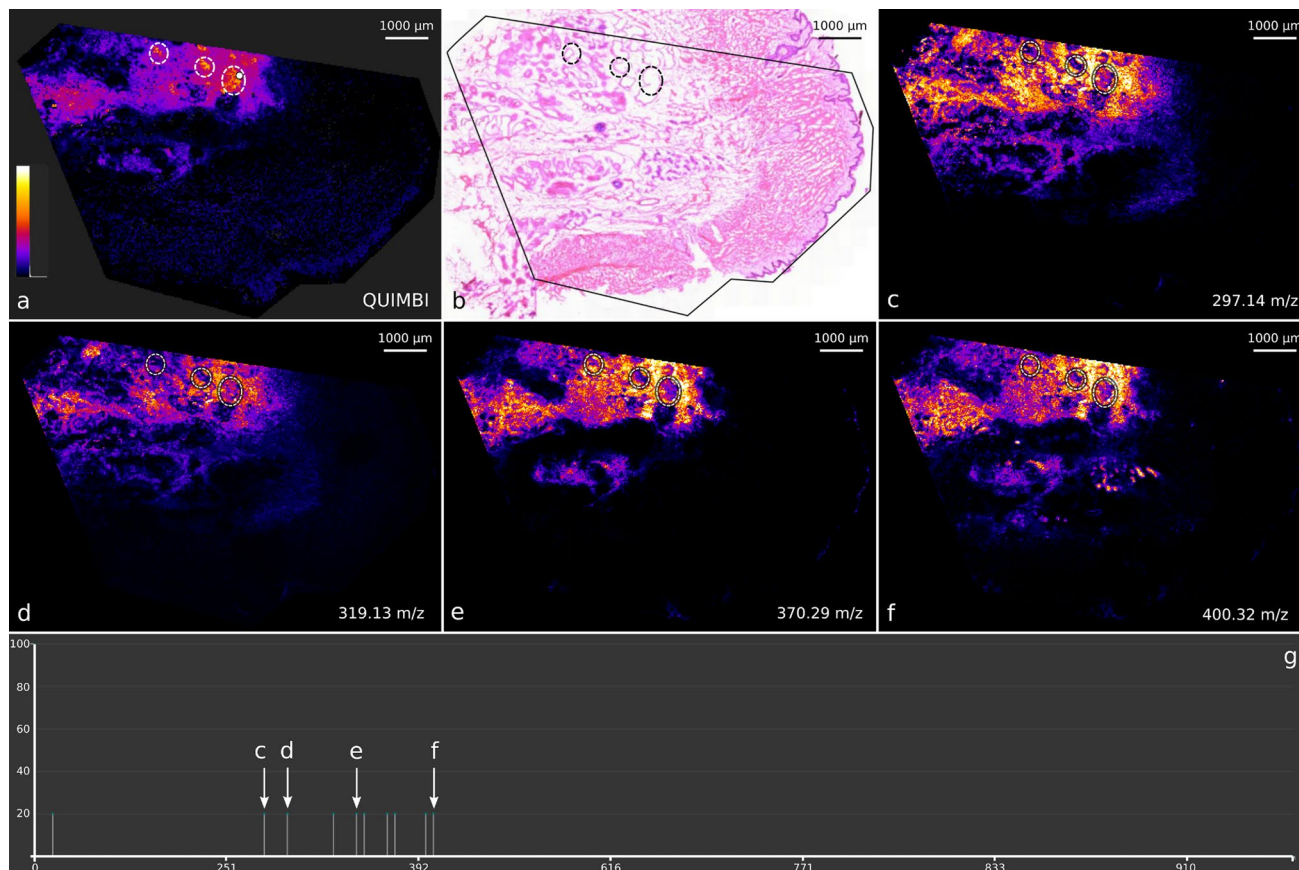 1000 μm
a
QUIMBI
1000 μm
b
1000 μm
c
297.14 m/z
1000 μm
d
319.13 m/z
1000 μm
e
370.29 m/z
1000 μm
f
400.32 m/z
g
100
80
60
40
20
c d e f
0 251 392 616 771 833 910